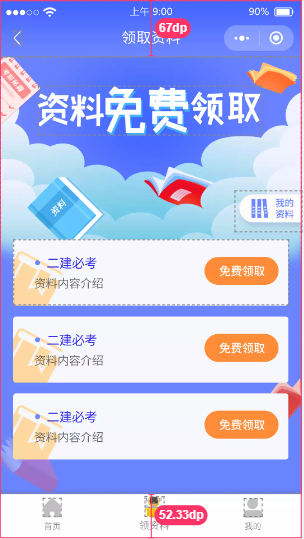 上午 9:00
90%
领取资料
67dp
资料免费领取
资料
我的
资料
二建必考
资料内容介绍
免费领取
二建必考
资料内容介绍
免费领取
二建必考
资料内容介绍
免费领取
52.33dp
首页
领资料
我的